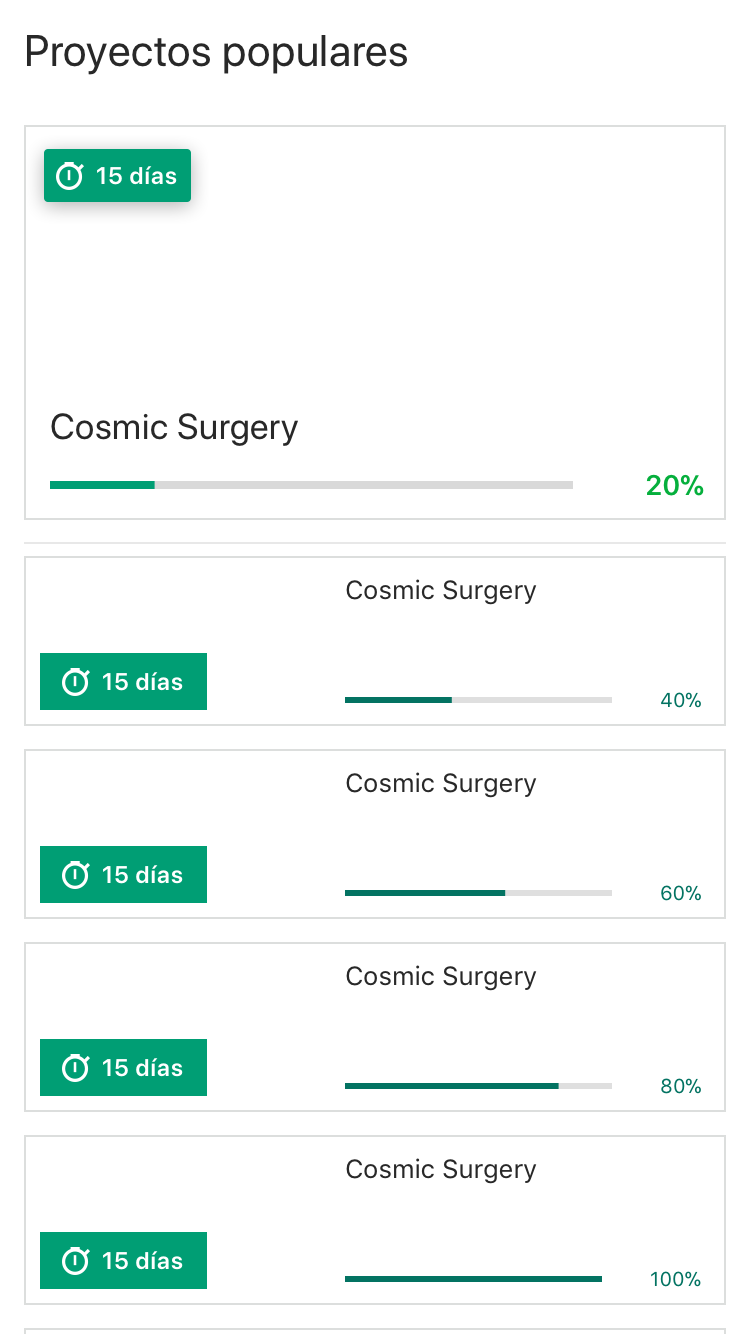 Proyectos populares
15 días
Cosmic Surgery
20%
Cosmic Surgery
15 días
40%
Cosmic Surgery
15 días
60%
Cosmic Surgery
15 días
80%
Cosmic Surgery
15 días
100%